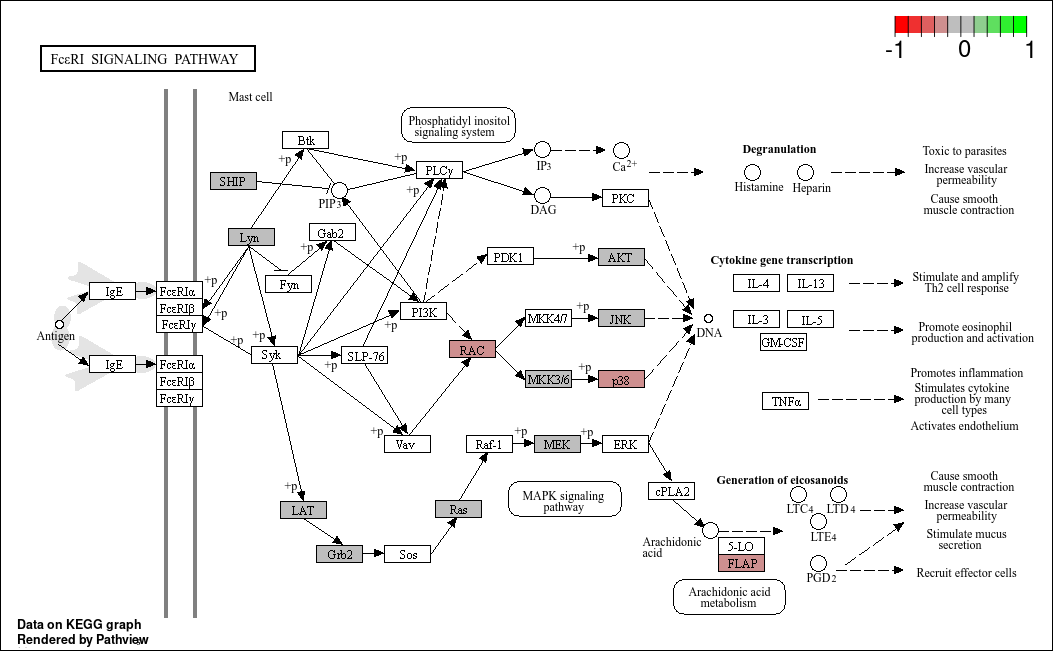 -1 0 1
FcεRI SIGNALING PATHWAY
Mast cell
Phosphatidyl inositol
signaling system
Btk
+p
+p
PLCγ
+p
IP3
Ca2+
SHIP
PIP3
DAG
PKC
Degranulation
Histamine
Heparin
Toxic to parasites
Increase vascular
permeability
Cause smooth
muscle contraction
Lyn
Gab2
+p
Fyn
PDK1
+p
AKT
Cytokine gene transcription
IL-4
IL-13
Stimulate and amplify
Th2 cell response
IgE
FcεRIα
FcεRIβ
FcεRIγ
+p
+p
Antigen
PI3K
+p
MKK4/7
+p
JNK
DNA
IL-3
IL-5
GM-CSF
Promote eosinophil
production and activation
+p
+p
Syk
+p
SLP-76
RAC
MKK3/6
+p
p38
IgE
FcεRIα
FcεRIβ
FcεRIγ
TNFα
Promotes inflammation
Stimulates cytokine
production by many
cell types
Activates endothelium
+p
Vav
Raf-1
+p
MEK
+p
ERK
cPLA2
+p
LAT
Ras
Grb2
Sos
MAPK signaling
pathway
Generation of eicosanoids
LTC4
LTD4
LTE4
PGD2
Arachidonic
acid
5-LO
FLAP
Arachidonic acid
metabolism
Cause smooth
muscle contraction
Increase vascular
permeability
Stimulate mucus
secretion
Recruit effector cells
Data on KEGG graph
Rendered by Pathview